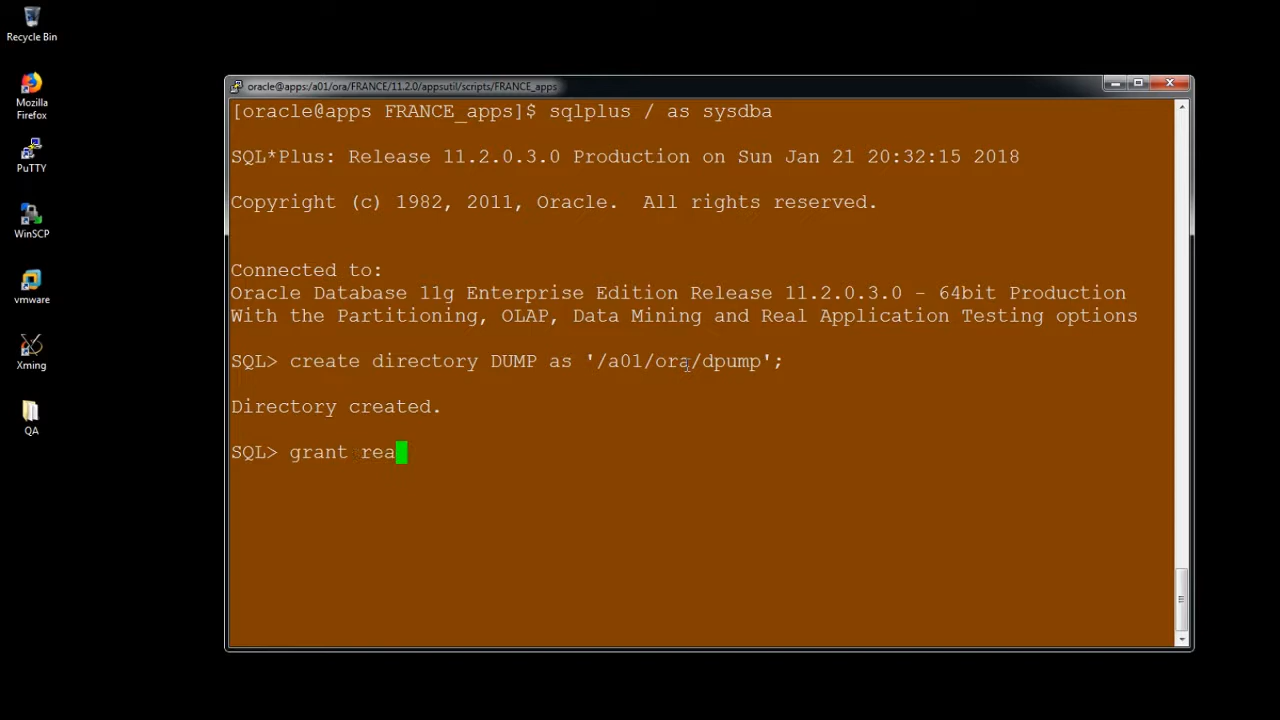 Recycle Bin
Mozilla
Firefox
PuTTY
WinSCP
vmware
Xming
QA
oracle@apps:/a01/ora/FRANCE/11.2.0/appsutil/scripts/FRANCE_apps
[oracle@apps FRANCE_apps]$ sqlplus / as sysdba
SQL*Plus: Release 11.2.0.3.0 Production on Sun Jan 21 20:32:15 2018
Copyright (c) 1982, 2011, Oracle.  All rights reserved.
Connected to:
Oracle Database 11g Enterprise Edition Release 11.2.0.3.0 - 64bit Production
With the Partitioning, OLAP, Data Mining and Real Application Testing options
SQL> create directory DUMP as '/a01/ora/dpump';
Directory created.
SQL> grant rea